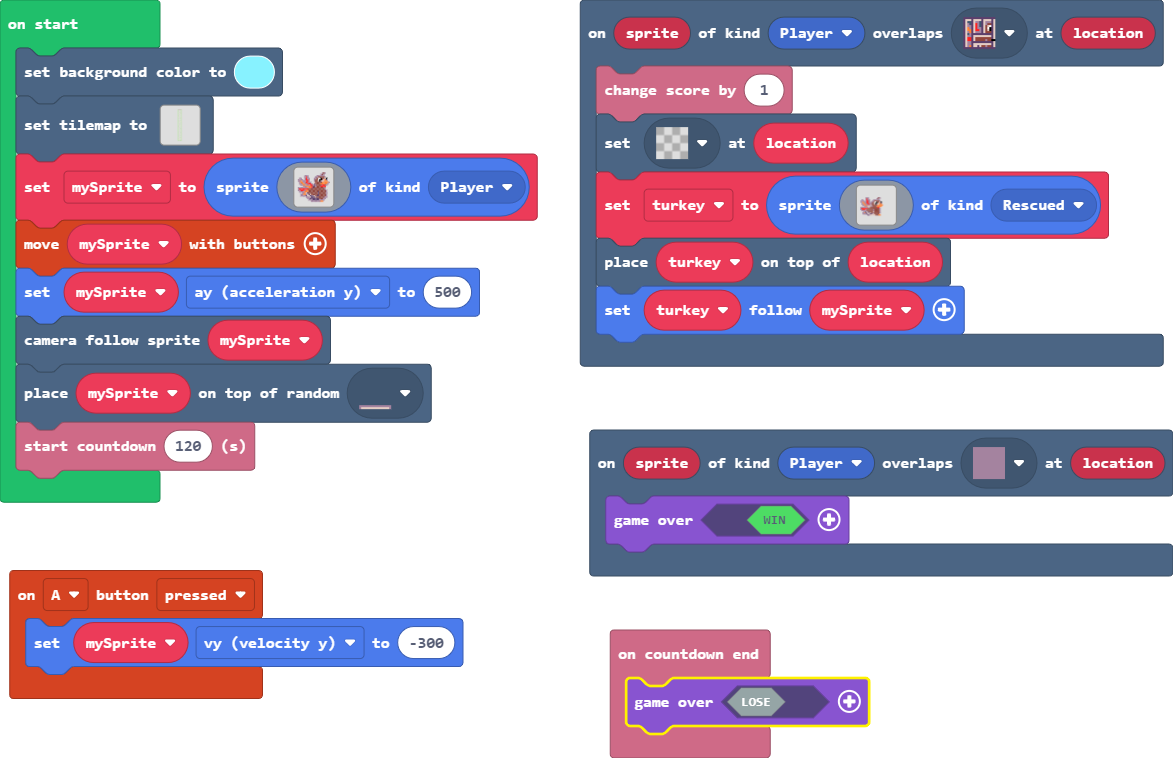 on start
set background color to
set tilemap to
set mySprite to sprite of kind Player
move mySprite with buttons
set mySprite ay (acceleration y) to 500
camera follow sprite mySprite
place mySprite on top of random
start countdown 120 (s)
on A button pressed
set mySprite vy (velocity y) to -300
on sprite of kind Player overlaps at location
change score by 1
set at location
set turkey to sprite of kind Rescued
place turkey on top of location
set turkey follow mySprite
on sprite of kind Player overlaps at location
game over WIN
on countdown end
game over LOSE